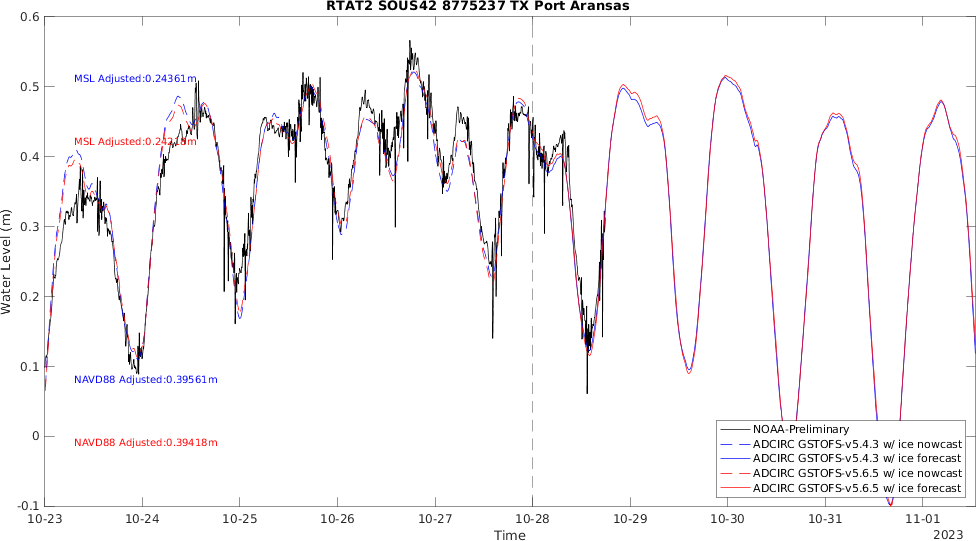 RTAT2 SOUS42 8775237 TX Port Aransas
0.6
0.5
0.4
0.3
0.2
0.1
0
-0.1
Water Level (m)
MSL Adjusted:0.24361m
MSL Adjusted:0.24218m
NAVD88 Adjusted:0.39561m
NAVD88 Adjusted:0.39418m
NOAA-Preliminary
ADCIRC GSTOFS-v5.4.3 w/ ice nowcast
ADCIRC GSTOFS-v5.4.3 w/ ice forecast
ADCIRC GSTOFS-v5.6.5 w/ ice nowcast
ADCIRC GSTOFS-v5.6.5 w/ ice forecast
10-23 10-24 10-25 10-26 10-27 10-28 10-29 10-30 10-31 11-01
Time
2023